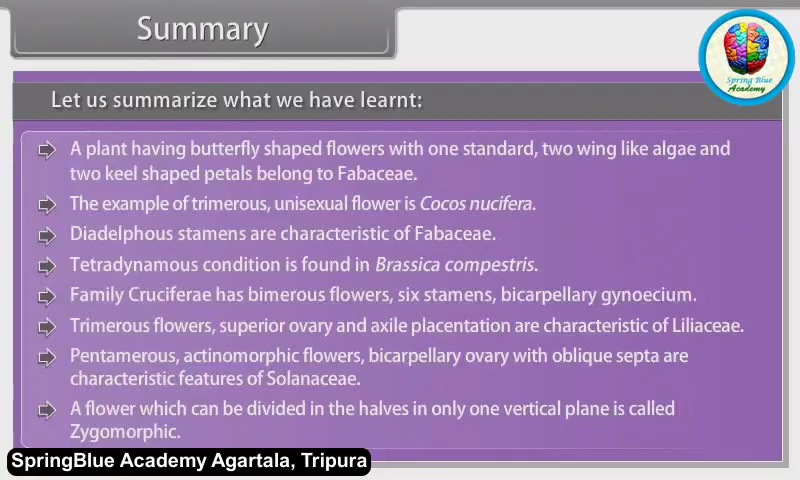 Summary
Spring Blue
Academy
Let us summarize what we have learnt:
A plant having butterfly shaped flowers with one standard, two wing like algae and
two keel shaped petals belong to Fabaceae.
The example of trimerous, unisexual flower is Cocos nucifera.
Diadelphous stamens are characteristic of Fabaceae.
Tetradynamous condition is found in Brassica compestris.
Family Cruciferae has bimerous flowers, six stamens, bicarpellary gynoecium.
Trimerous flowers, superior ovary and axile placentation are characteristic of Liliaceae.
Pentamerous, actinomorphic flowers, bicarpellary ovary with oblique septa are
characteristic features of Solanaceae.
A flower which can be divided in the halves in only one vertical plane is called
Zygomorphic.
SpringBlue Academy Agartala, Tripura